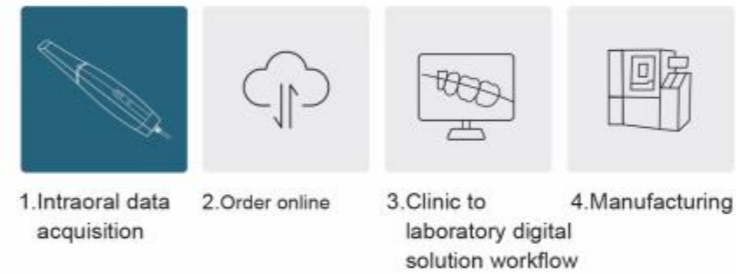 1.Intraoral data
acquisition
2.Order online
3.Clinic to
laboratory digital
solution workflow
4.Manufacturing